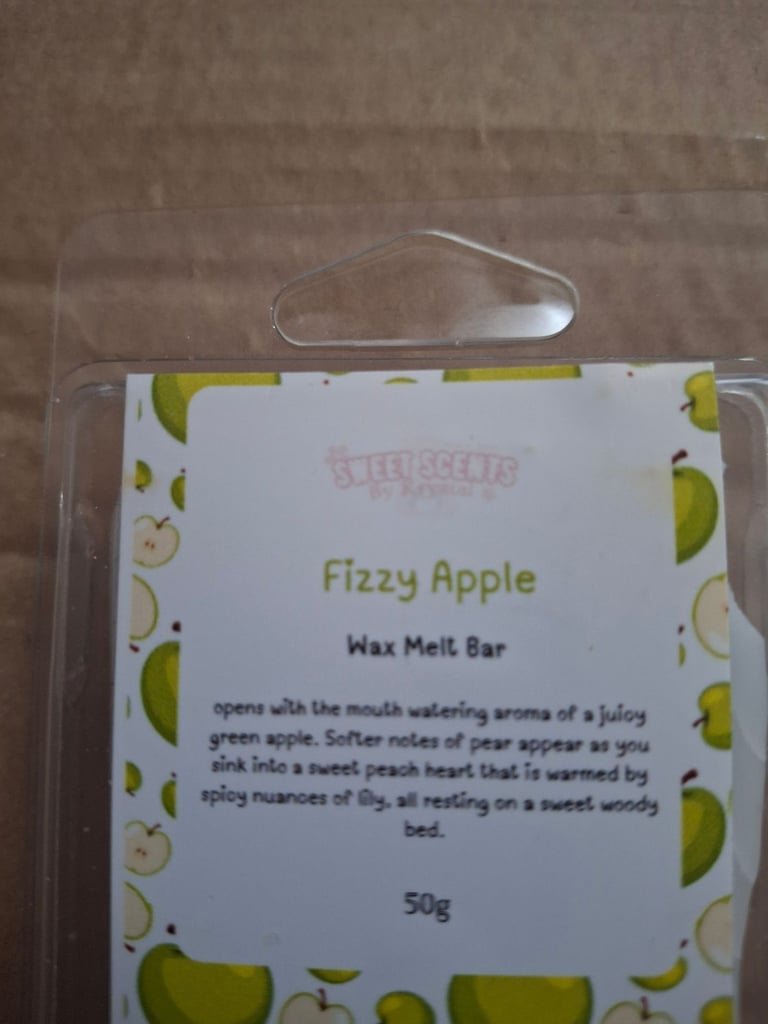 SWEET SCENTS
By Krystal
Fizzy Apple
Wax Melt Bar
opens with the mouth watering aroma of a juicy
green apple. Softer notes of pear appear as you
sink into a sweet peach heart that is warmed by
spicy nuances of lily, all resting on a sweet woody
bed.
50g